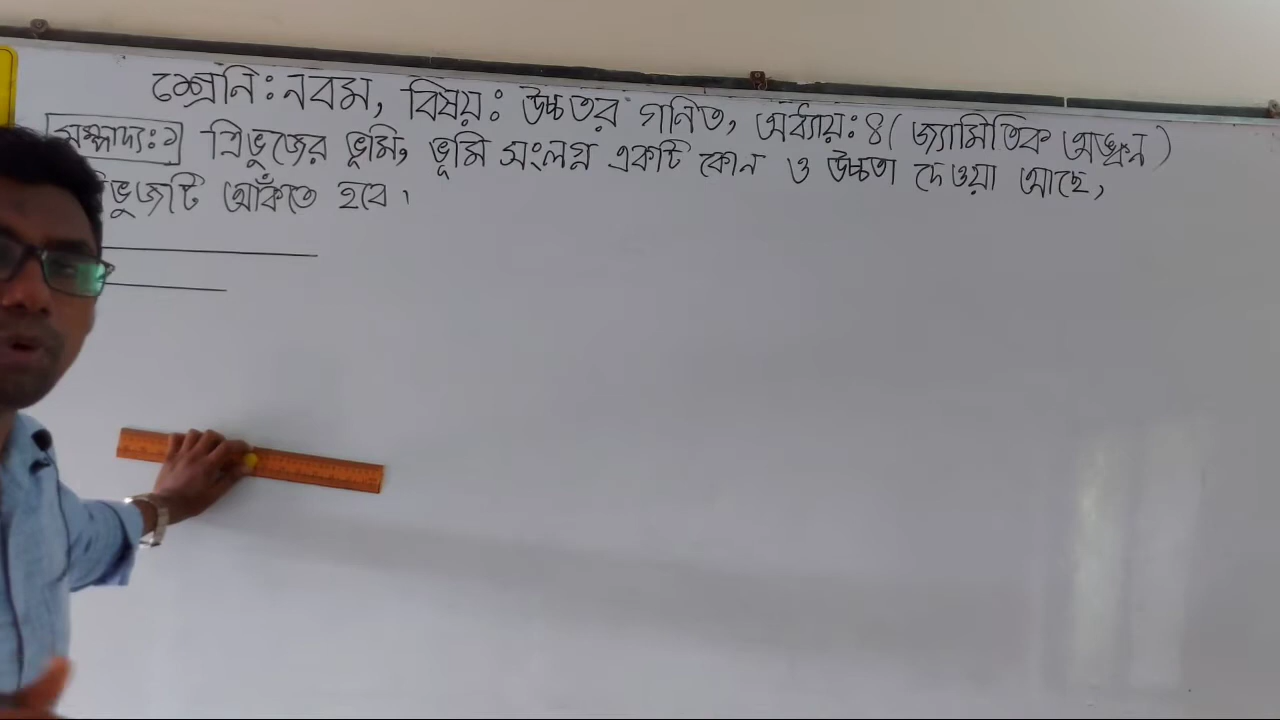 শ্রেনি: নবম, বিষয়: উচ্চতর গনিত, অধ্যায়: ৪ ( জ্যামিতিক অঙ্কন )
সম্পাদ্য: ১ ত্রিভুজের ভূমি, ভূমি সংলগ্ন একটি কোন ও উচ্চতা দেওয়া আছে,
ভুজটি আঁকতে হবে।